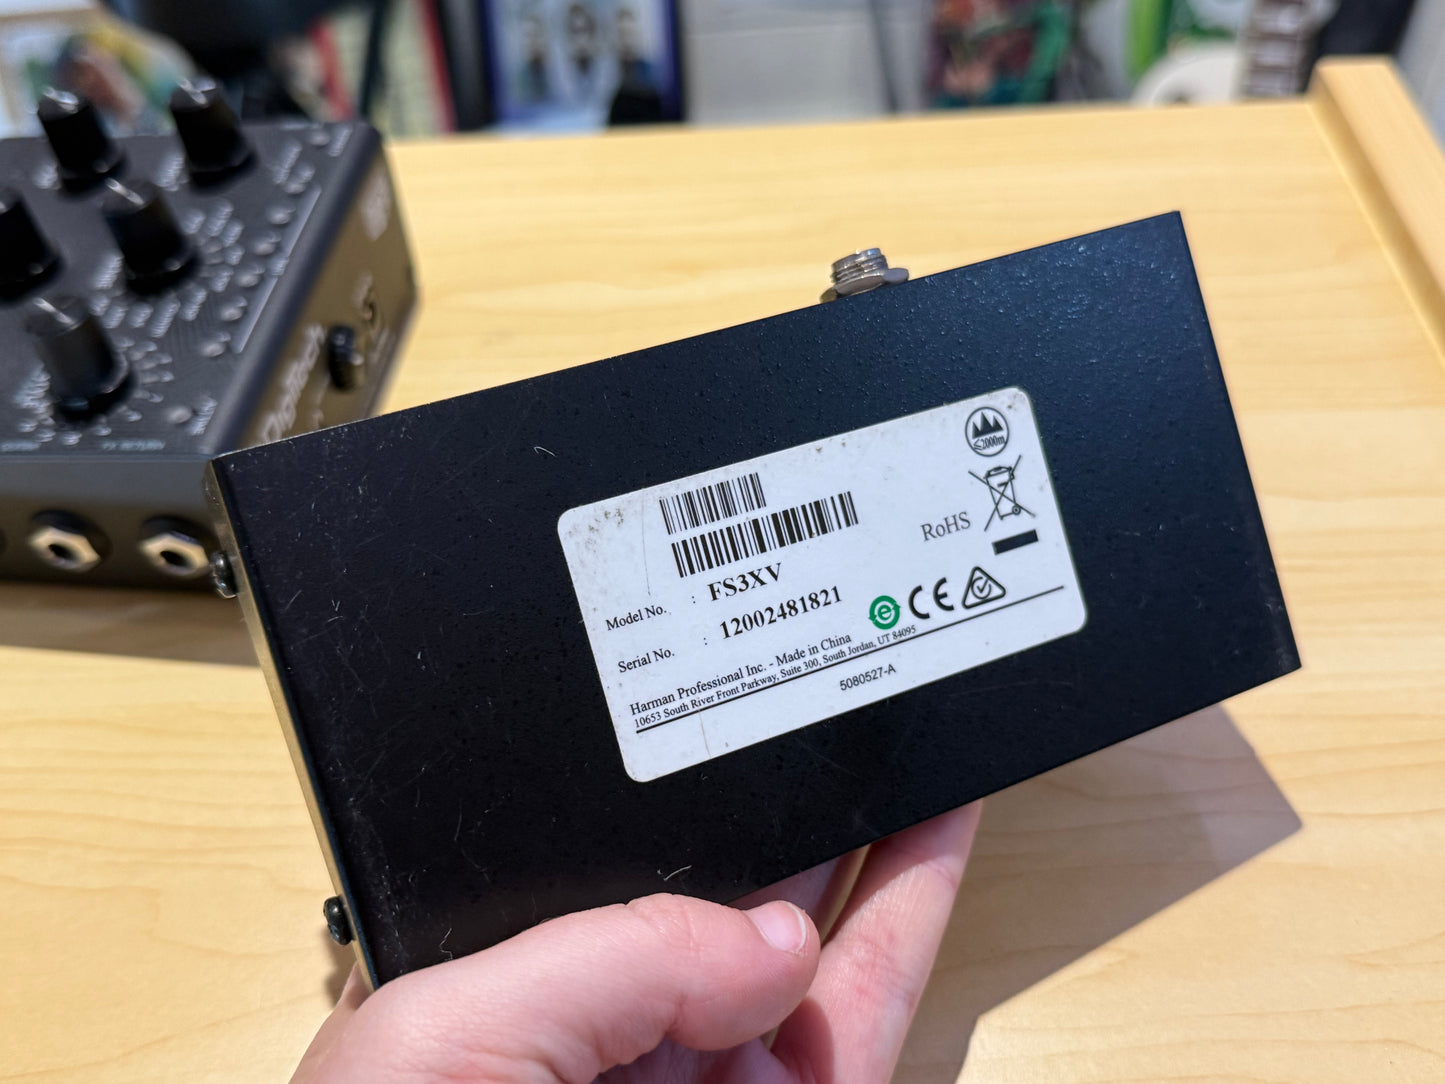 ≤2000m
RoHS
Model No. : FS3XV
Serial No. : 12002481821
Harman Professional Inc. - Made in China
10653 South River Front Parkway, Suite 300, South Jordan, UT 84095
5080527-A
CE
DigiTech